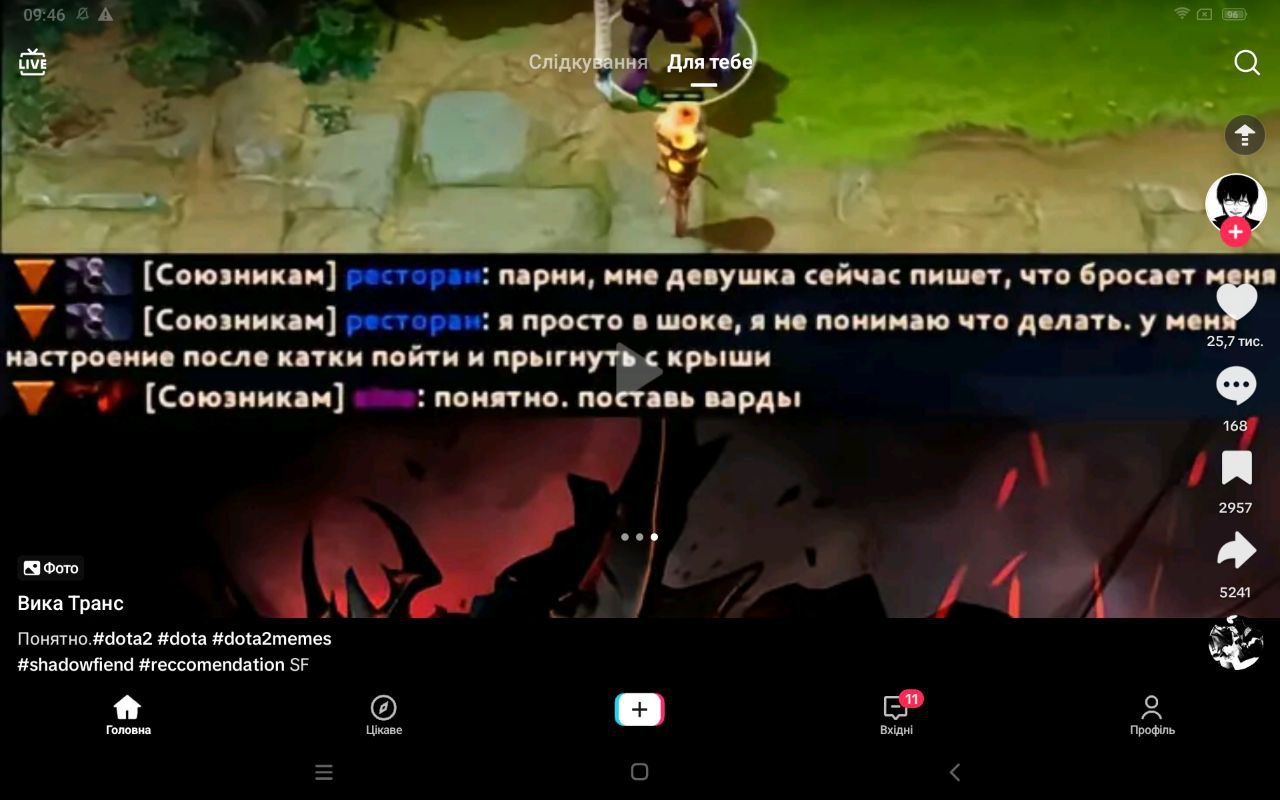 09:46
96
LIVE
Слідкування Для тебе
[Союзникам] ресторан: парни, мне девушка сейчас пишет, что бросает меня
[Союзникам] ресторан: я просто в шоке, я не понимаю что делать. у меня
настроение после катки пойти и прыгнуть с крыши
[Союзникам] : понятно. поставь варды
25,7 тис.
168
2957
5241
Фото
Вика Транс
Понятно.#dota2 #dota #dota2memes
#shadowfiend #reccomendation SF
Головна
Цікаве
11
Вхідні
Профіль